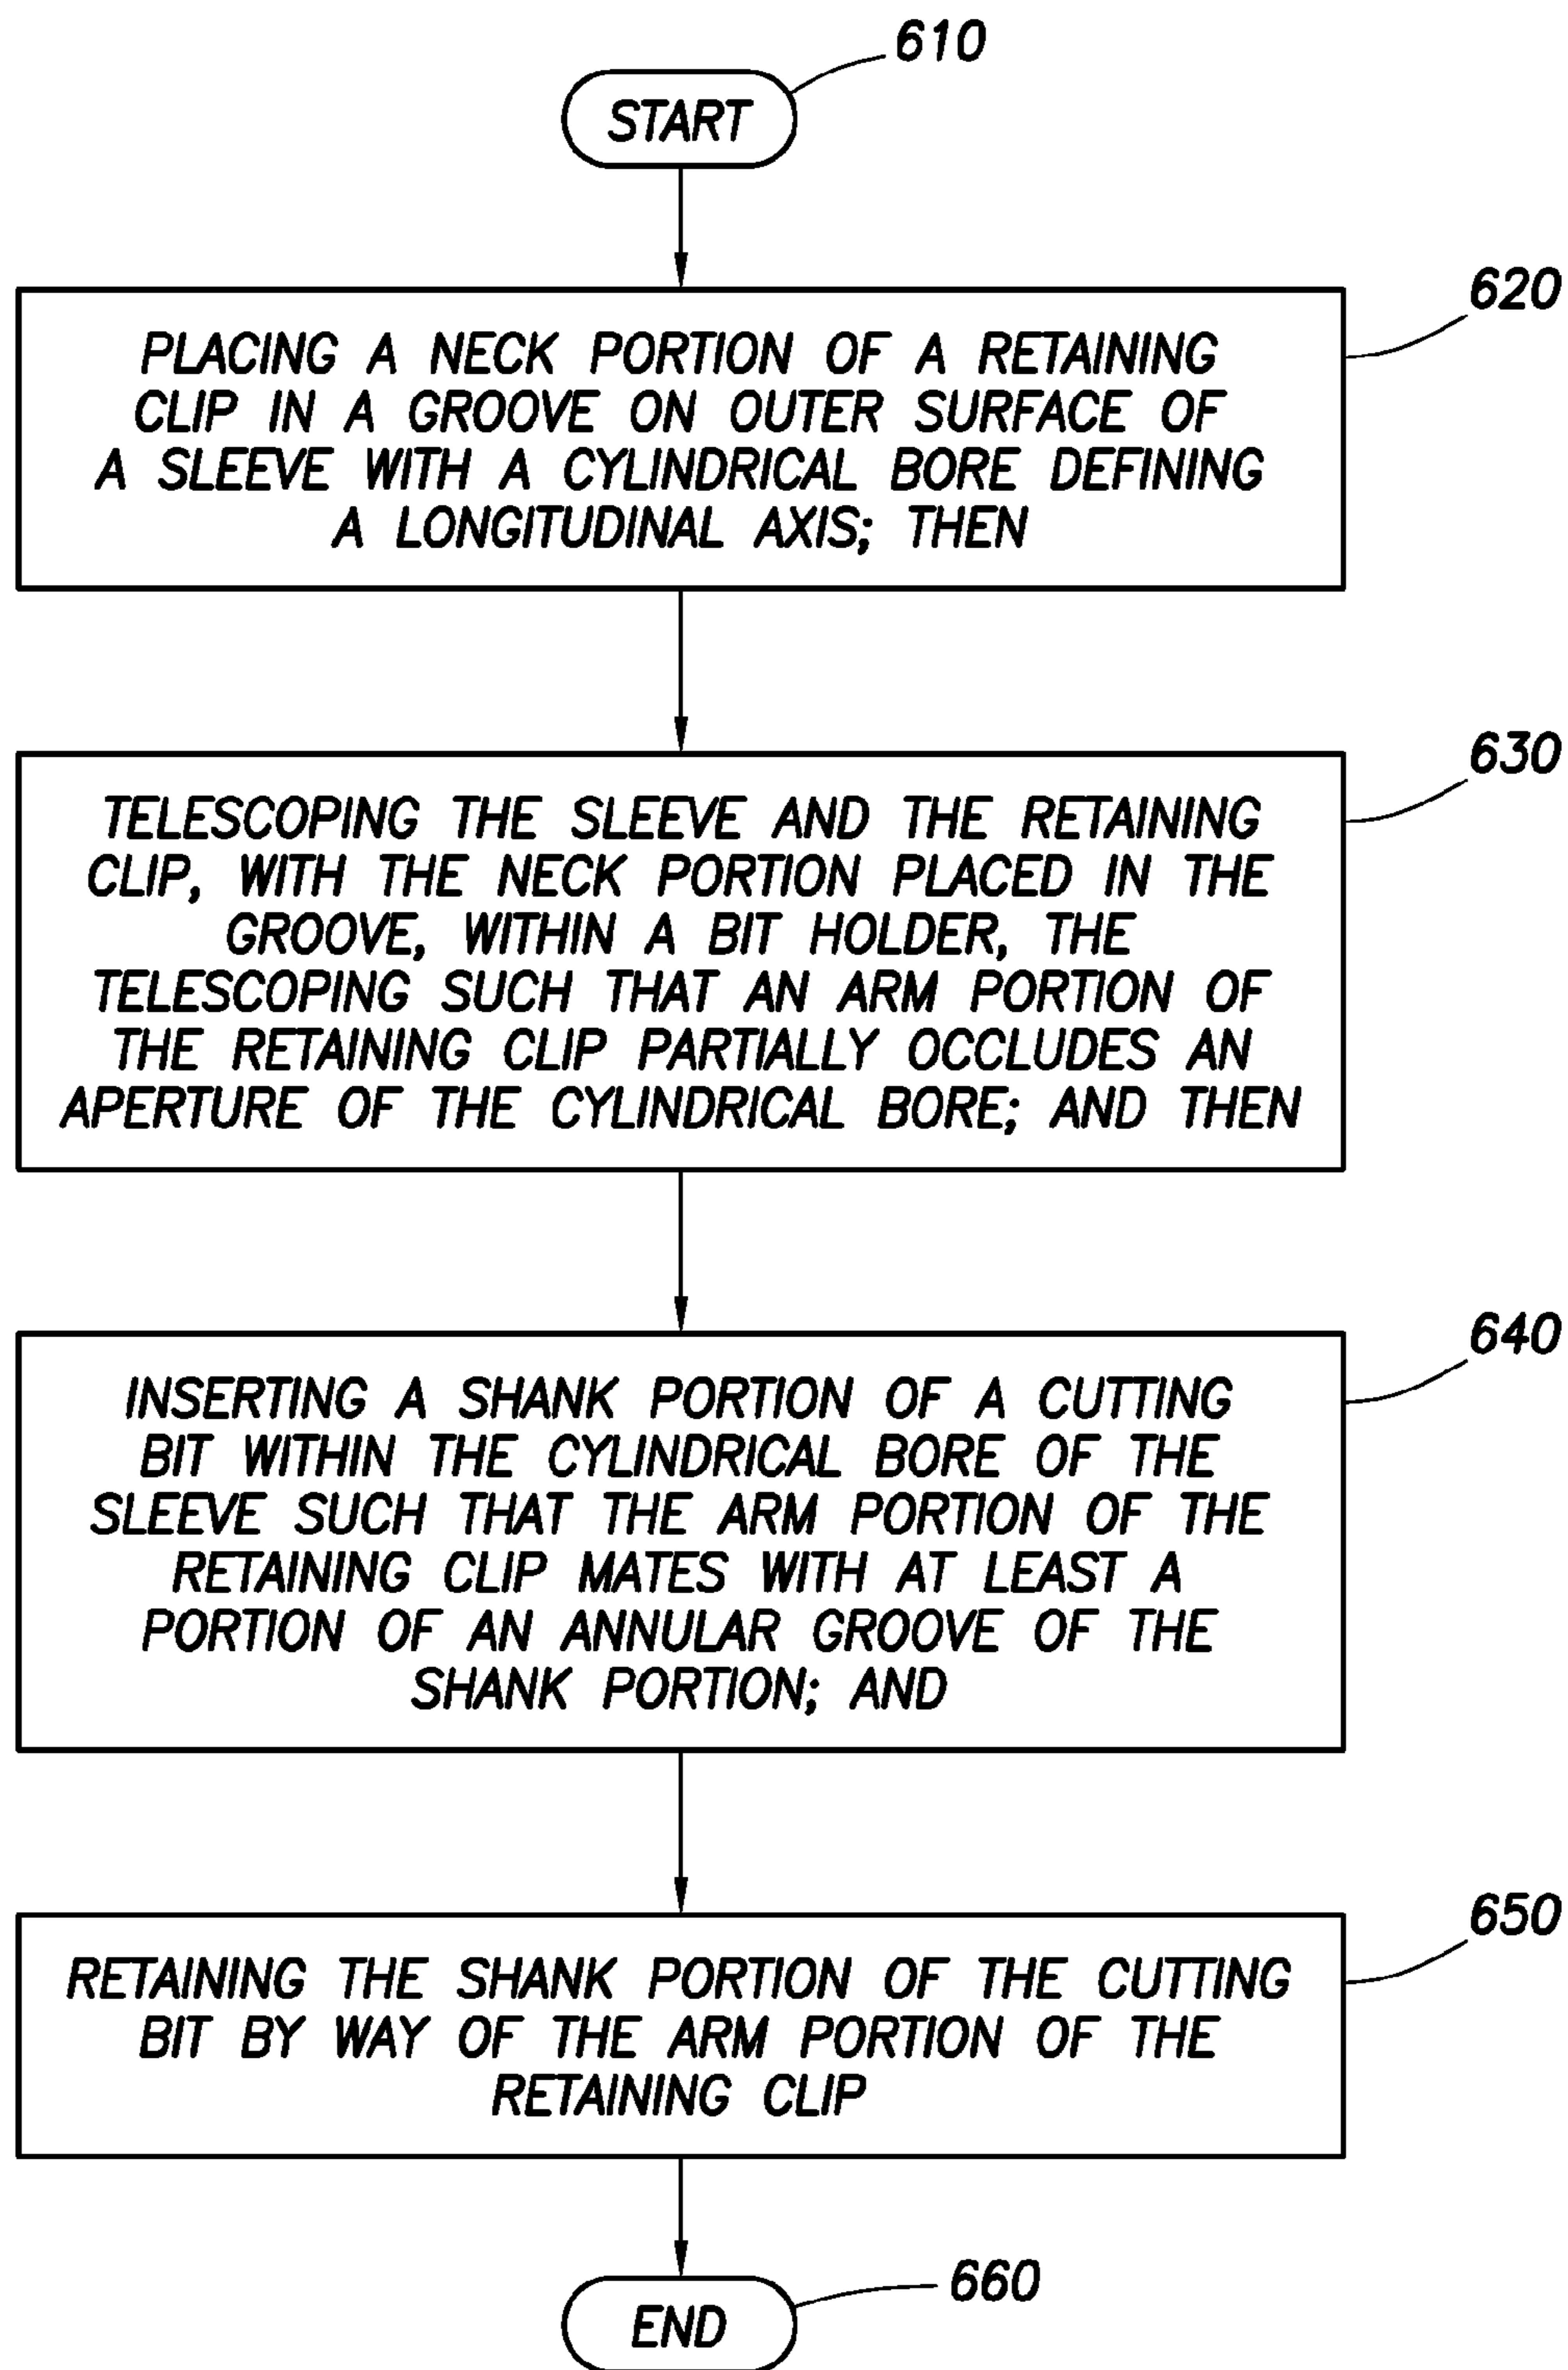 610
START
620
PLACING A NECK PORTION OF A RETAINING
CLIP IN A GROOVE ON OUTER SURFACE OF
A SLEEVE WITH A CYLINDRICAL BORE DEFINING
A LONGITUDINAL AXIS; THEN
630
TELESCOPING THE SLEEVE AND THE RETAINING
CLIP, WITH THE NECK PORTION PLACED IN THE
GROOVE, WITHIN A BIT HOLDER, THE
TELESCOPING SUCH THAT AN ARM PORTION OF
THE RETAINING CLIP PARTIALLY OCCLUDES AN
APERTURE OF THE CYLINDRICAL BORE; AND THEN
640
INSERTING A SHANK PORTION OF A CUTTING
BIT WITHIN THE CYLINDRICAL BORE OF THE
SLEEVE SUCH THAT THE ARM PORTION OF THE
RETAINING CLIP MATES WITH AT LEAST A
PORTION OF AN ANNULAR GROOVE OF THE
SHANK PORTION; AND
650
RETAINING THE SHANK PORTION OF THE CUTTING
BIT BY WAY OF THE ARM PORTION OF THE
RETAINING CLIP
660
END